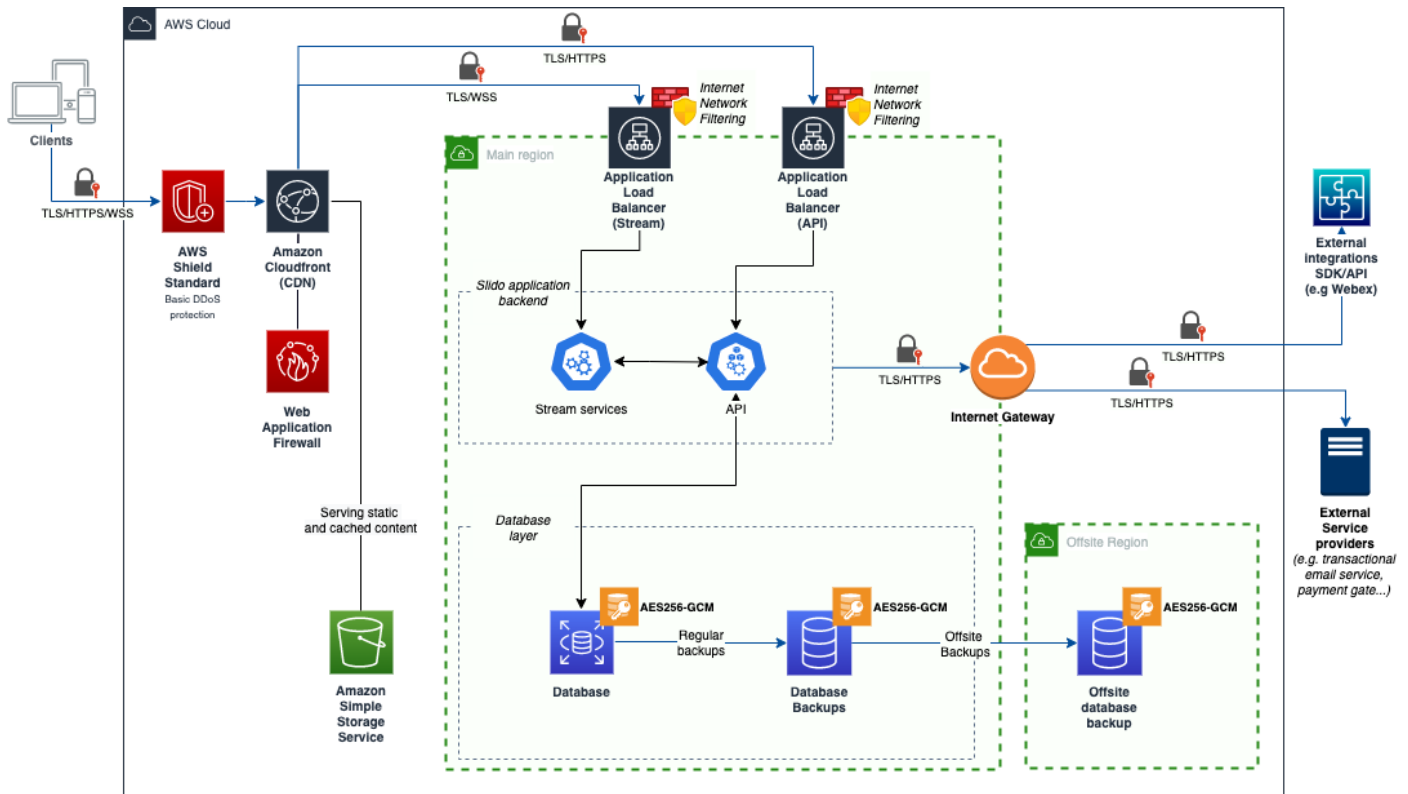 AWS Cloud
TLS/HTTPS
TLS/WSS
Internet
Network
Filtering
Internet
Network
Filtering
Clients
Main region
TLS/HTTPS/WSS
Application
Load
Balancer
(Stream)
Application
Load
Balancer
(API)
AWS
Shield
Standard
Basic DDoS
protection
Amazon
Cloudfront
(CDN)
External
integrations
SDK/API
(e.g Webex)
Slido application
backend
Web
Application
Firewall
Stream services
API
TLS/HTTPS
Internet Gateway
TLS/HTTPS
TLS/HTTPS
Serving static
and cached content
Database
layer
Offsite Region
External
Service
providers
(e.g. transactional
email service,
payment gate...)
AES256-GCM
AES256-GCM
AES256-GCM
Regular
backups
Offsite
Backups
Amazon
Simple
Storage
Service
Database
Database
Backups
Offsite
database
backup